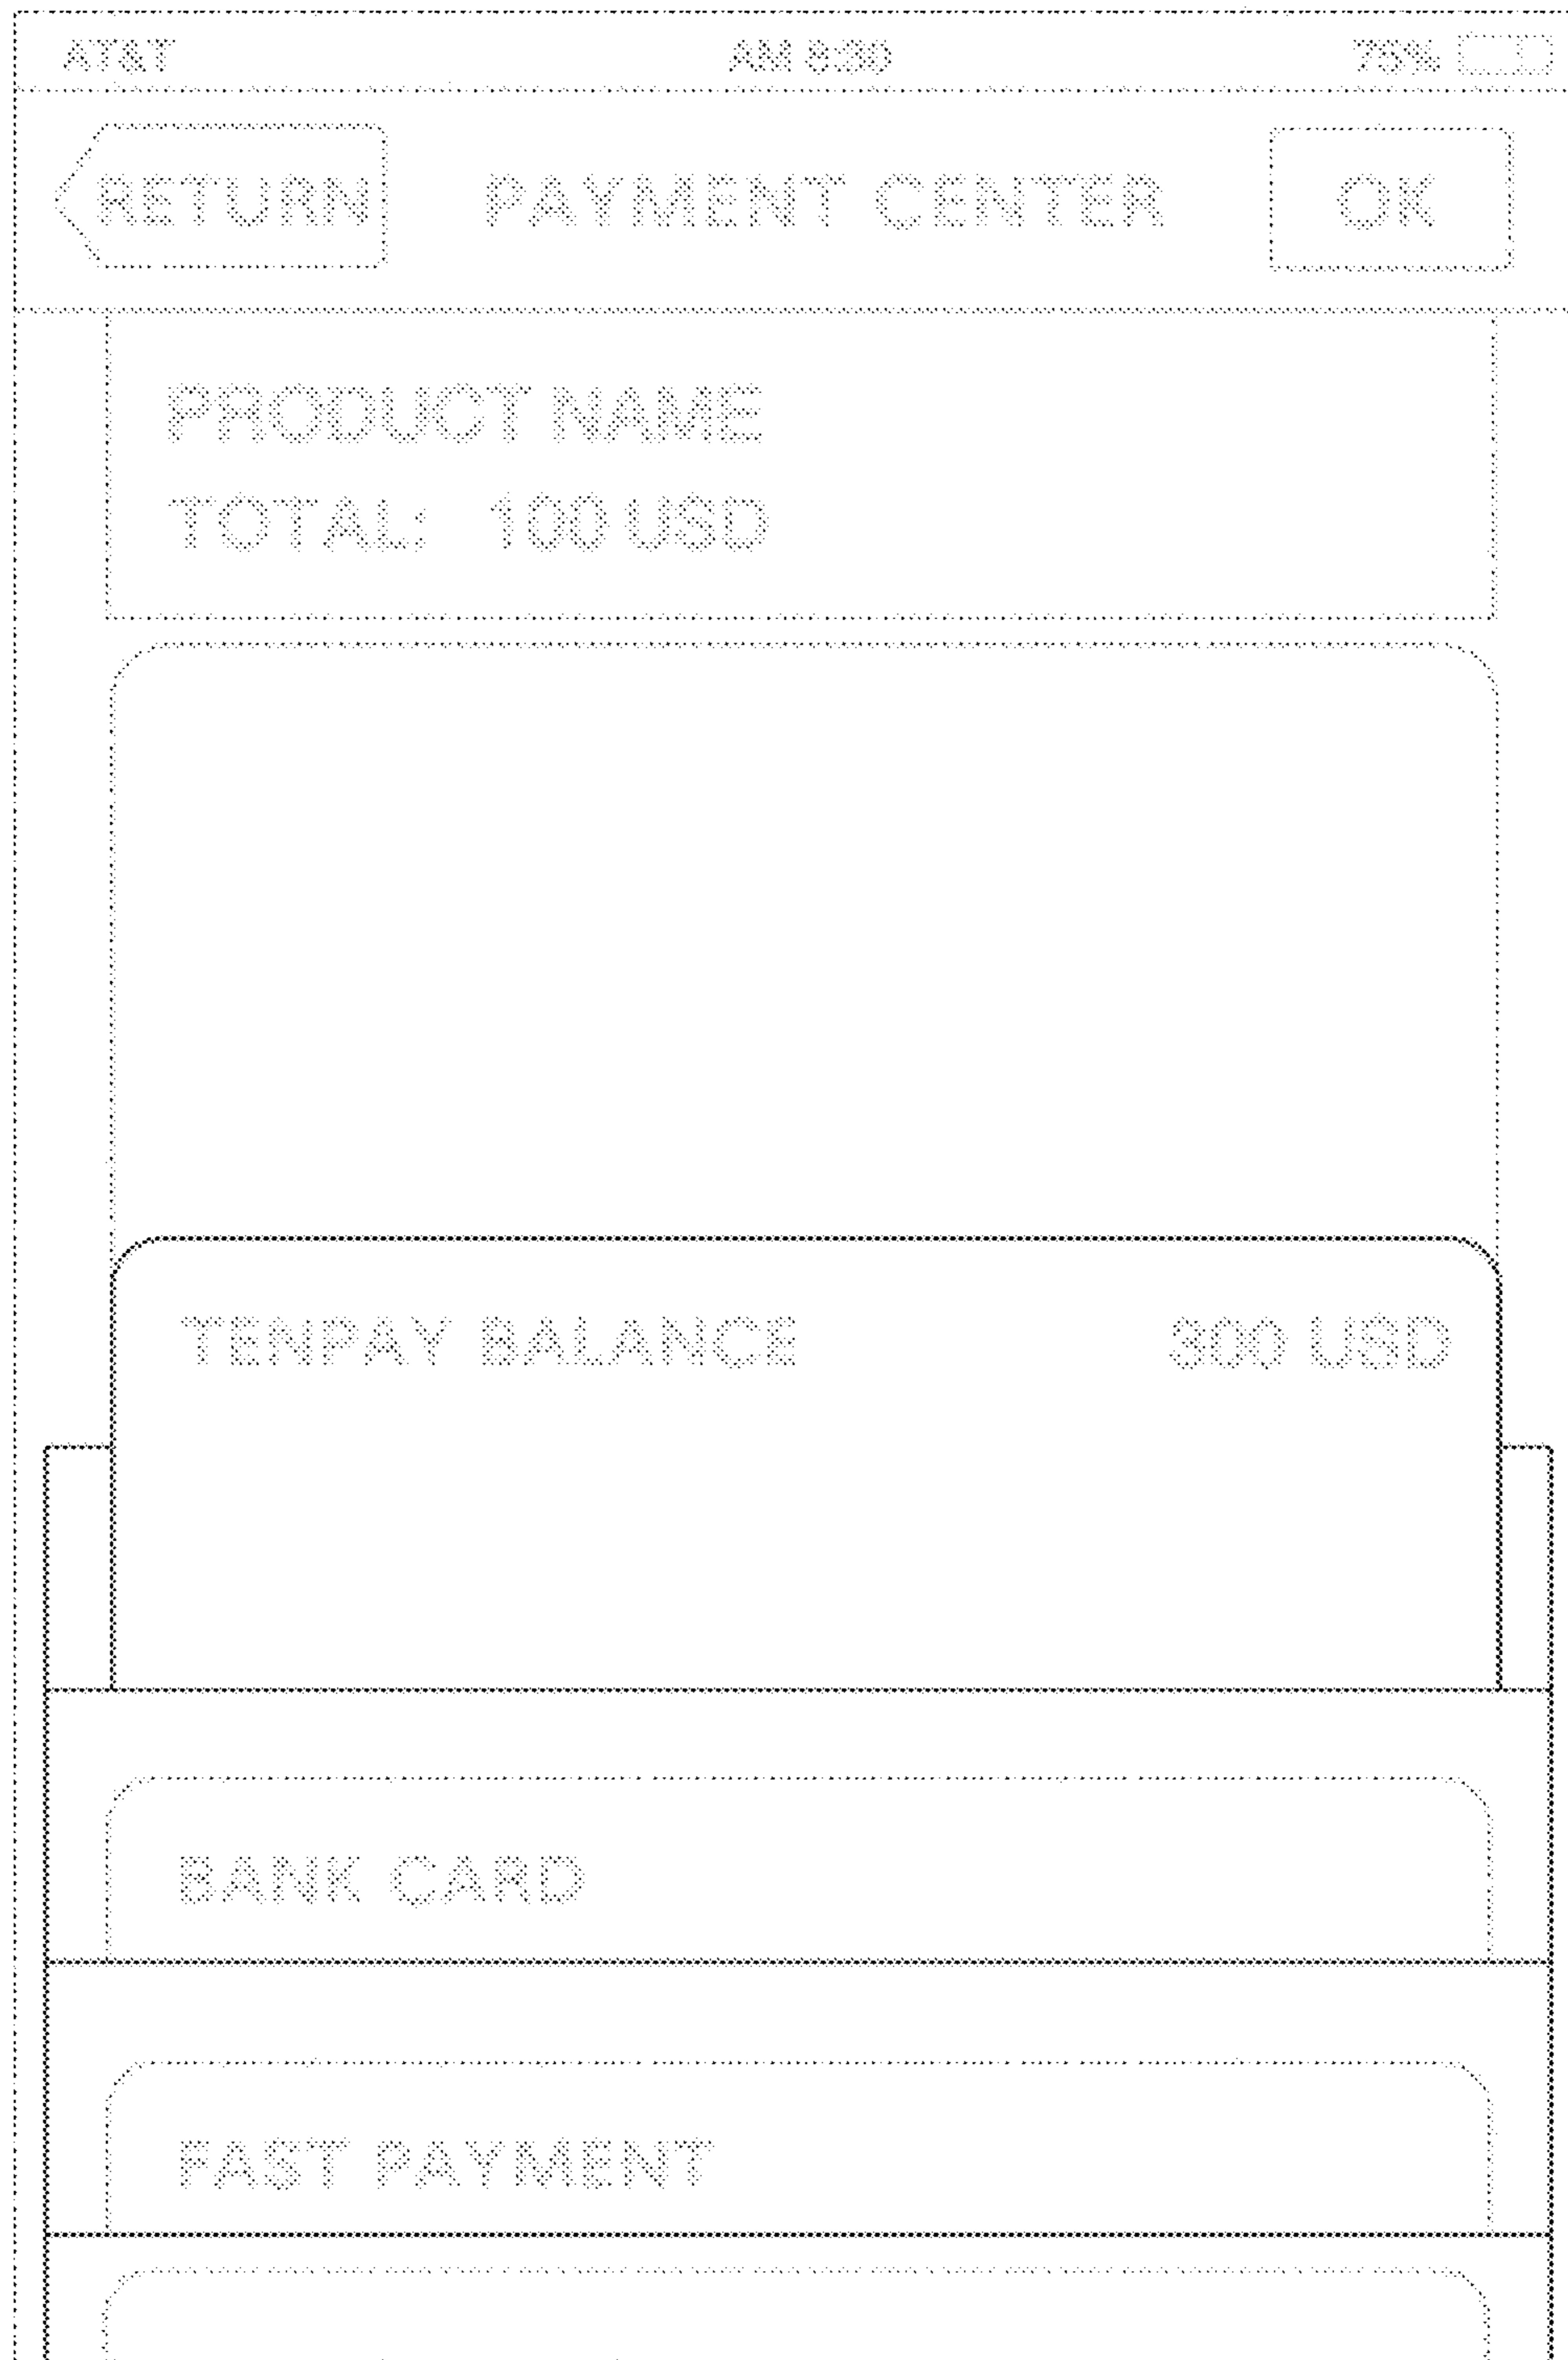 AT&T AM 8:30 75%
RETURN PAYMENT CENTER OK
PRODUCT NAME
TOTAL: 100 USD
TENPAY BALANCE 300 USD
BANK CARD
FAST PAYMENT